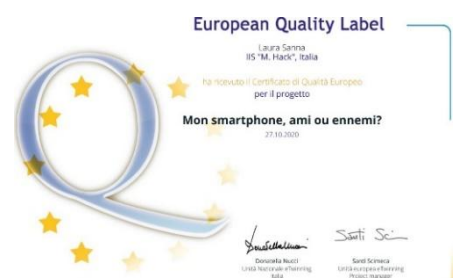 European Quality Label
Laura Sanna
IIS "M. Hack", Italia
ha ricevuto il Certificato di Qualità Europeo
per il progetto
Mon smartphone, ami ou ennemi?
27.10.2020
Donatella Nucci
Unità Nazionale eTwinning
Italia
Santi Scimeca
Unità europea eTwinning
Project manager